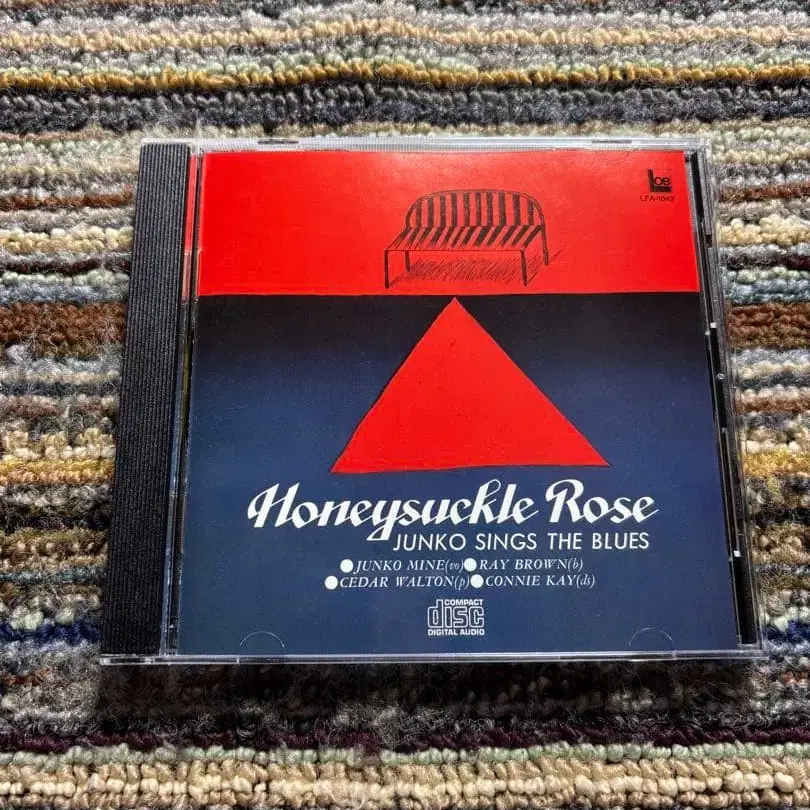 LOB
LFA-1043
Honeysuckle Rose
JUNKO SINGS THE BLUES
●JUNKO MINE(vo)●RAY BROWN(b)
●CEDAR WALTON(p)●CONNIE KAY(ds)
COMPACT
disc
DIGITAL AUDIO